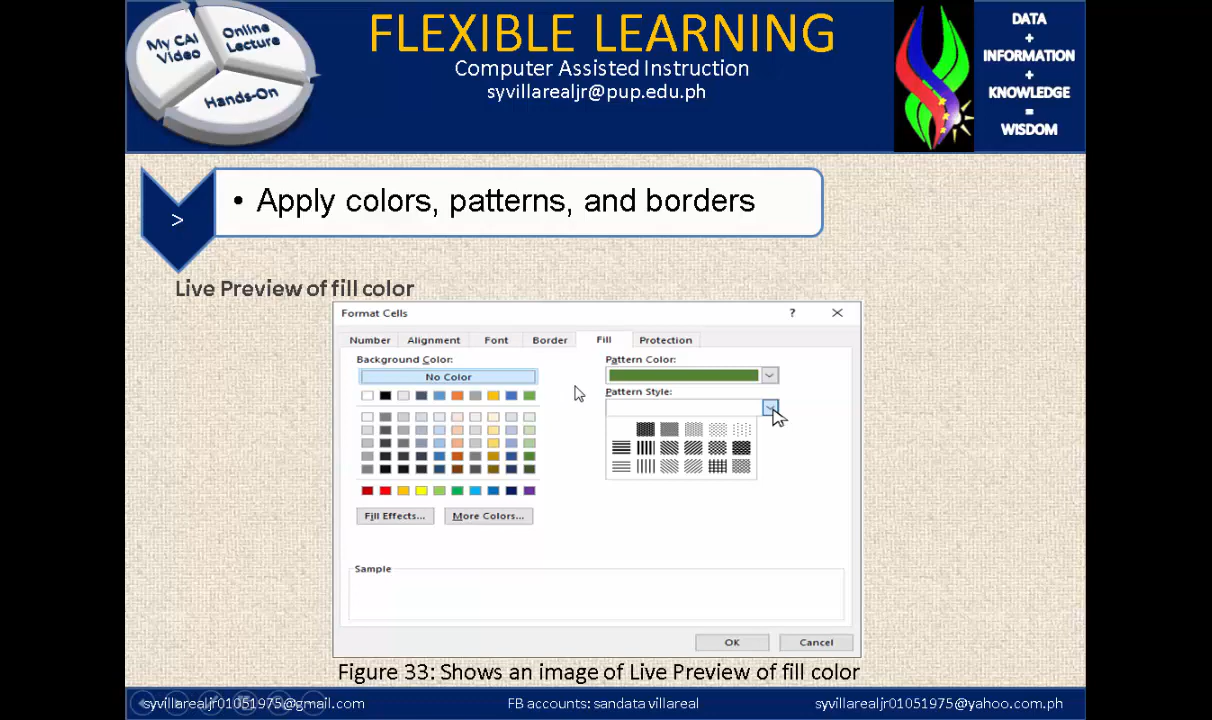 My CAI
Video
Online
Lecture
Hands-On
FLEXIBLE LEARNING
Computer Assisted Instruction
syvillarealjr@pup.edu.ph
DATA
+
INFORMATION
+
KNOWLEDGE
=
WISDOM
>
• Apply colors, patterns, and borders
Live Preview of fill color
Format Cells
?
Number Alignment Font Border Fill Protection
Background Color:
No Color
Pattern Color:
Pattern Style:
Fill Effects... More Colors...
Sample
OK Cancel
Figure 33: Shows an image of Live Preview of fill color
syvillarealjr01051975@gmail.com FB accounts: sandata villareal syvillarealjr01051975@yahoo.com.ph